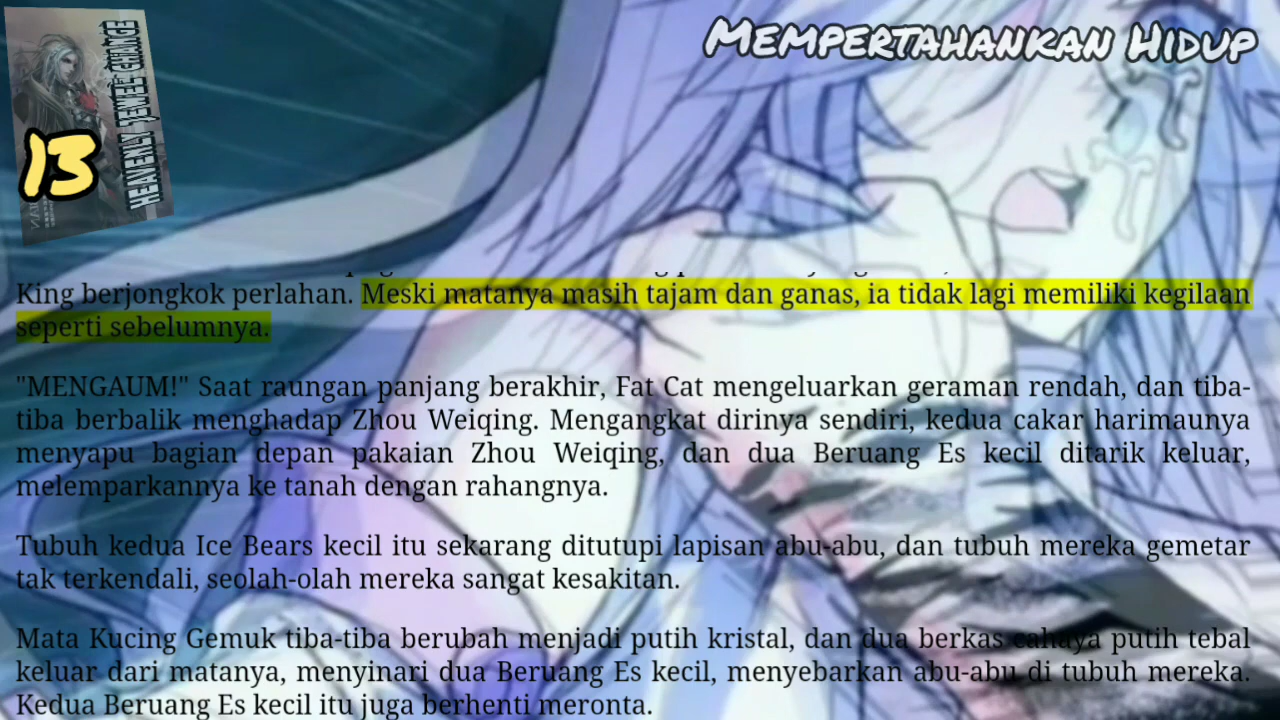 MEMPERTAHANKAN HIDUP
HEAVENLY JEWEL CHANGE
13
King berjongkok perlahan. Meski matanya masih tajam dan ganas, ia tidak lagi memiliki kegilaan
seperti sebelumnya.
"MENGAUM!" Saat raungan panjang berakhir, Fat Cat mengeluarkan geraman rendah, dan tiba-
tiba berbalik menghadap Zhou Weiqing. Mengangkat dirinya sendiri, kedua cakar harimaunya
menyapu bagian depan pakaian Zhou Weiqing, dan dua Beruang Es kecil ditarik keluar,
melemparkannya ke tanah dengan rahangnya.
Tubuh kedua Ice Bears kecil itu sekarang ditutupi lapisan abu-abu, dan tubuh mereka gemetar
tak terkendali, seolah-olah mereka sangat kesakitan.
Mata Kucing Gemuk tiba-tiba berubah menjadi putih kristal, dan dua berkas cahaya putih tebal
keluar dari matanya, menyinari dua Beruang Es kecil, menyebarkan abu-abu di tubuh mereka.
Kedua Beruang Es kecil itu juga berhenti meronta.